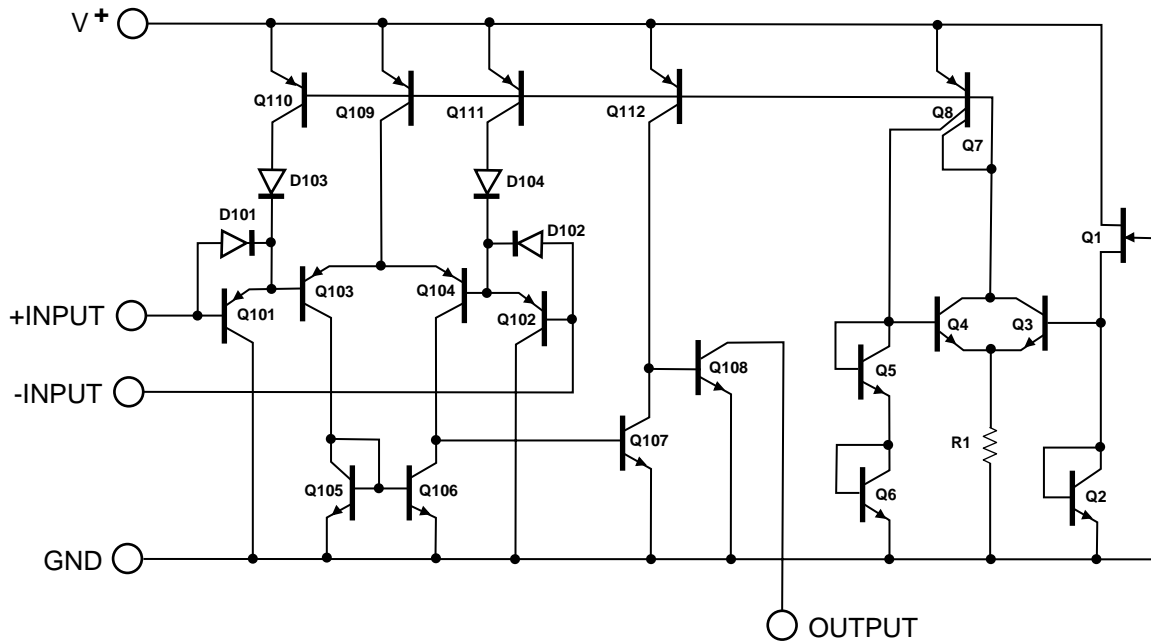 V+
Q110
Q109
Q111
Q112
Q8
Q7
D103
D104
D101
D102
Q1
+INPUT
Q101
Q103
Q104
Q102
Q4
Q3
-INPUT
Q108
Q5
Q107
R1
Q105
Q106
Q6
Q2
GND
OUTPUT